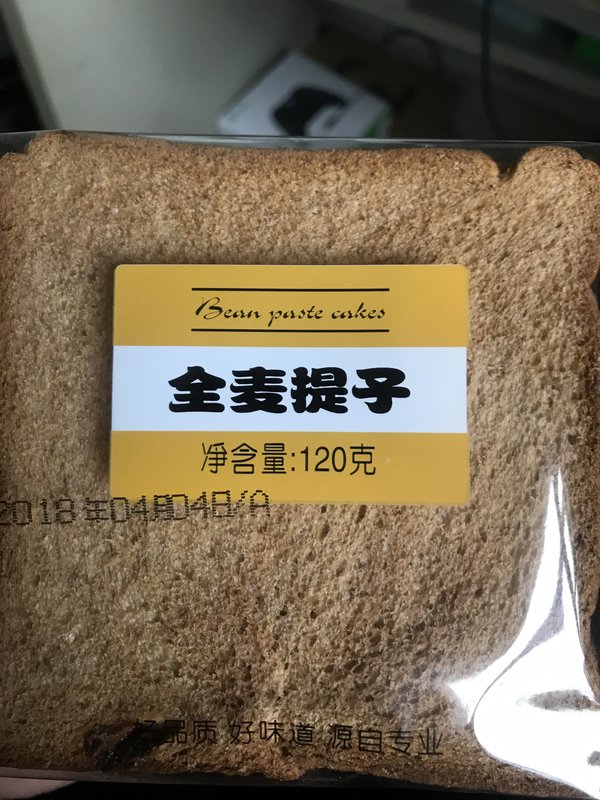 Bean paste cakes
全麦提子
净含量:120克
2018年04月04日/A
好品质 好味道 源自专业